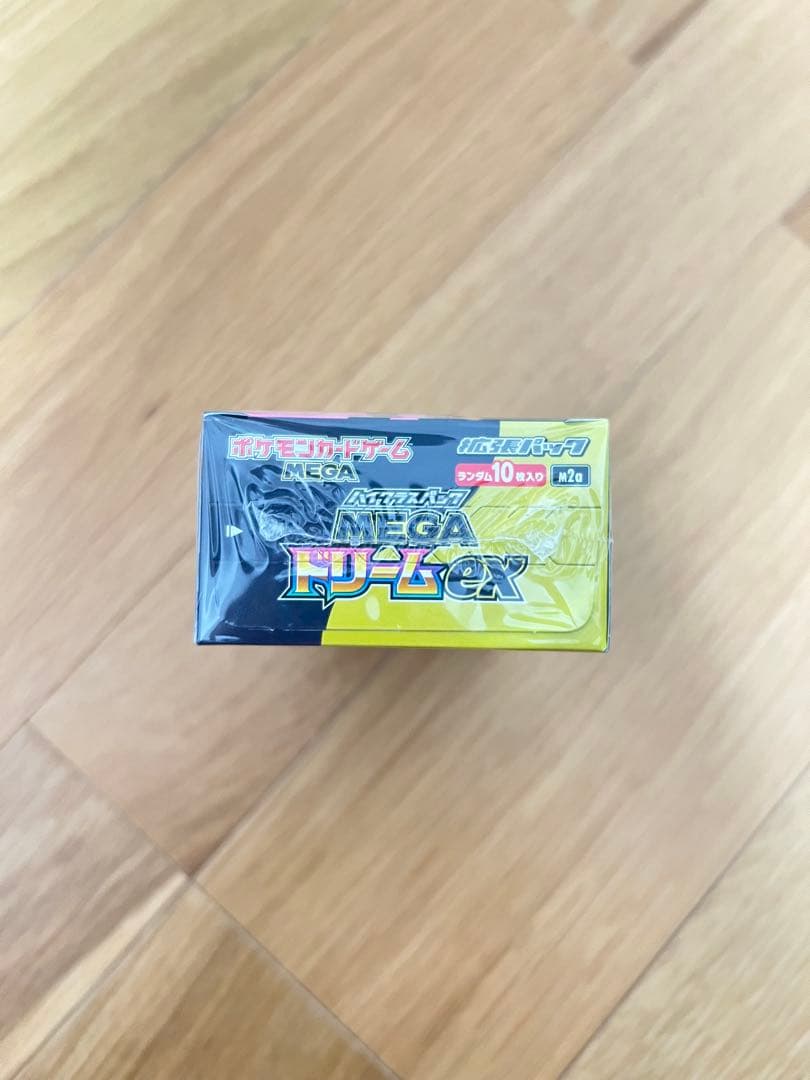 ポケモンカードゲーム
MEGA
拡張パック
ランダム10枚入り M2a
ハイクラスパック
MEGA
ドリームex